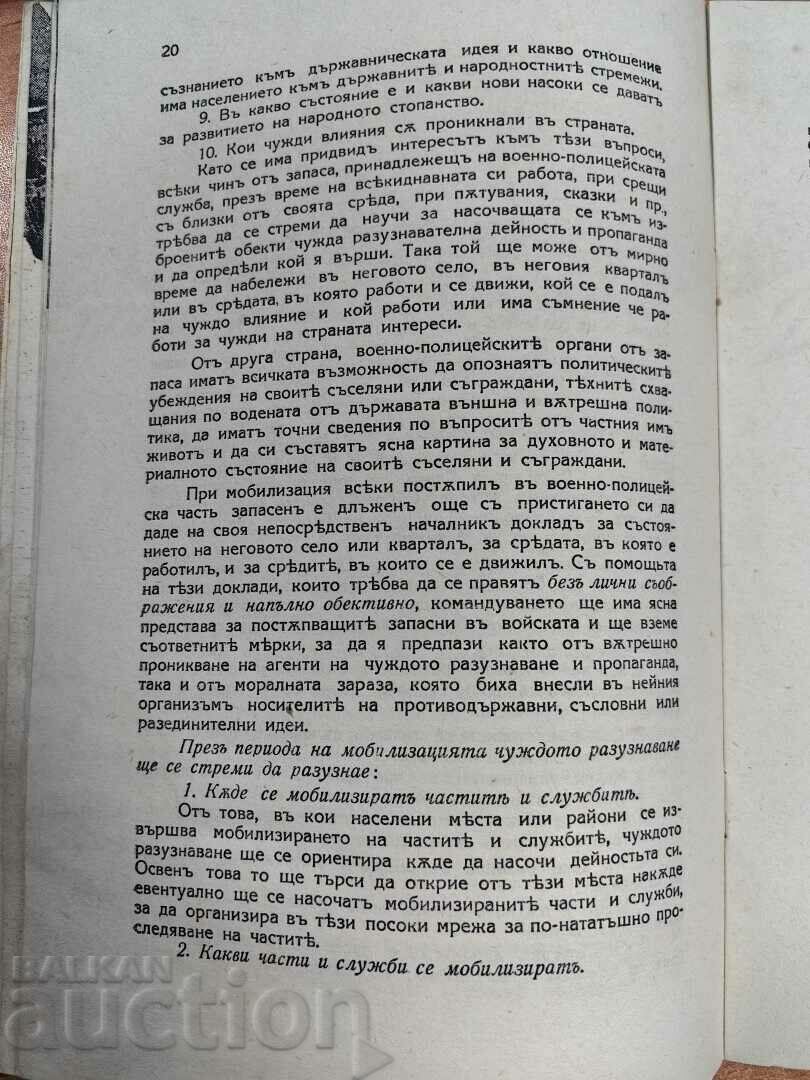 20
съзнанието къмъ държавническата идея и какво отношение
има населението къмъ държавнитѣ и народностнитѣ стремежи.
9. Въ какво състояние е и какви нови насоки се даватъ
за развитието на народното стопанство.
10. Кои чужди влияния сѫ проникнали въ страната.
Като се има придвидъ интересътъ къмъ тѣзи въпроси,
всѣки чинъ отъ запаса, принадлежещъ на военно-полицейската
служба, презъ време на всѣкидневната си работа, при срещи
съ близки отъ своята срѣда, при пѫтувания, сказки и пр.,
трѣбва да се стреми да научи за насочващата се къмъ из-
броенитѣ обекти чужда разузнавателна дейность и пропаганда
и да опредѣли кой я върши. Така той ще може отъ мирно
време да набележи въ неговото село, въ неговия кварталъ
или въ срѣдата, въ която работи и се движи, кой се е подалъ
на чуждо влияние и кой работи или има съмнение че ра-
боти за чужди на страната интереси.
Отъ друга страна, военно-полицейскитѣ органи отъ за-
паса иматъ всичката възможность да опознаятъ политическитѣ
убеждения на своитѣ съселяни или съграждани, тѣхнитѣ схва-
щания по водената отъ държавата външна и вѫтрешна поли-
тика, да иматъ точни сведения по въпроситѣ отъ частния имъ
животъ и да си съставятъ ясна картина за духовното и мате-
риалното състояние на своитѣ съселяни и съграждани.
При мобилизация всѣки постѫпилъ въ военно-полицей-
ска часть запасенъ е длъженъ още съ пристигането си да
даде на своя непосрѣдственъ началникъ докладъ за състоя-
нието на неговото село или кварталъ, за срѣдата, въ която е
работилъ, и за срѣдитѣ, въ които се е движилъ. Съ помощьта
на тѣзи доклади, които трѣбва да се правятъ безъ лични съоб-
ражения и напълно обективно, командуването ще има ясна
представа за постѫпващитѣ запасни въ войската и ще вземе
съответнитѣ мѣрки, за да я предпази както отъ вѫтрешно
проникване на агенти на чуждото разузнаване и пропаганда,
така и отъ моралната зараза, която биха внесли въ нейния
организъмъ носителитѣ на противодържавни, съсловни или
разединителни идеи.
Презъ периода на мобилизацията чуждото разузнаване
ще се стреми да разузнае:
1. Кѫде се мобилизиратъ частитѣ и службитѣ.
Отъ това, въ кои населени мѣста или райони се из-
вършва мобилизирането на частитѣ и службитѣ, чуждото
разузнаване ще се ориентира кѫде да насочи дейностьта си.
Освенъ това то ще търси да открие отъ тѣзи места накѫде
евентуално ще се насочатъ мобилизиранитѣ части и служби,
за да организира въ тѣзи посоки мрежа за по-нататъшно про-
следяване на частитѣ.
2. Какви части и служби се мобилизиратъ.
BALKAN
auction